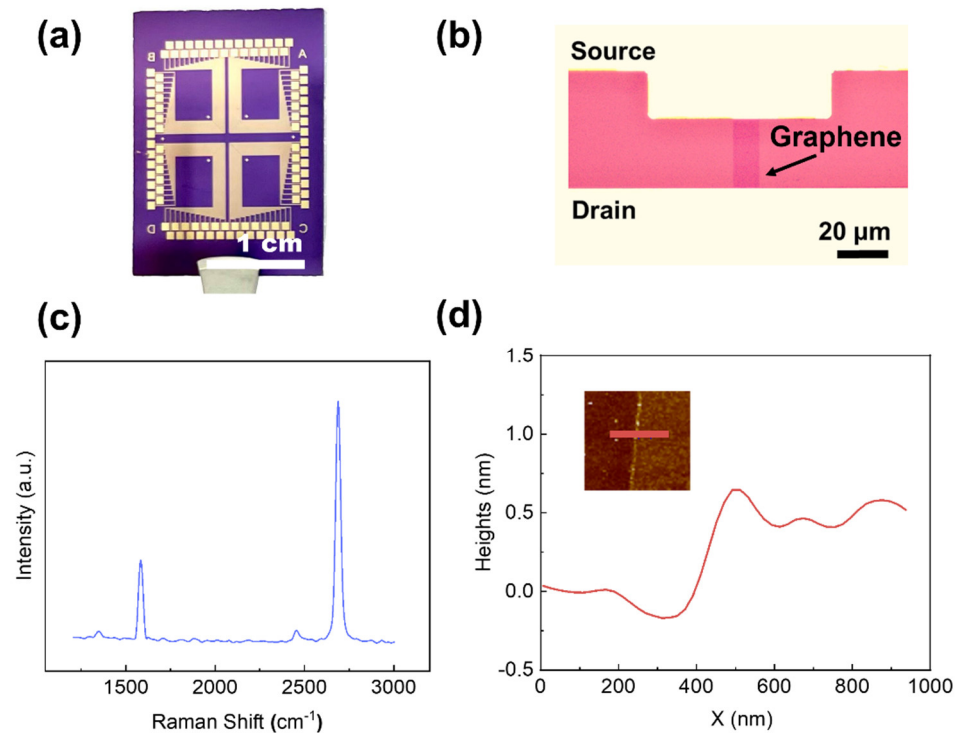 (a)
A
B
C
D
1 cm
(b)
Source
Graphene
Drain
20 µm
(c)
Intensity (a.u.)
1500
2000
2500
3000
Raman Shift (cm⁻¹)
(d)
1.5
1.0
0.5
0.0
-0.5
Heights (nm)
0
200
400
600
800
1000
X (nm)